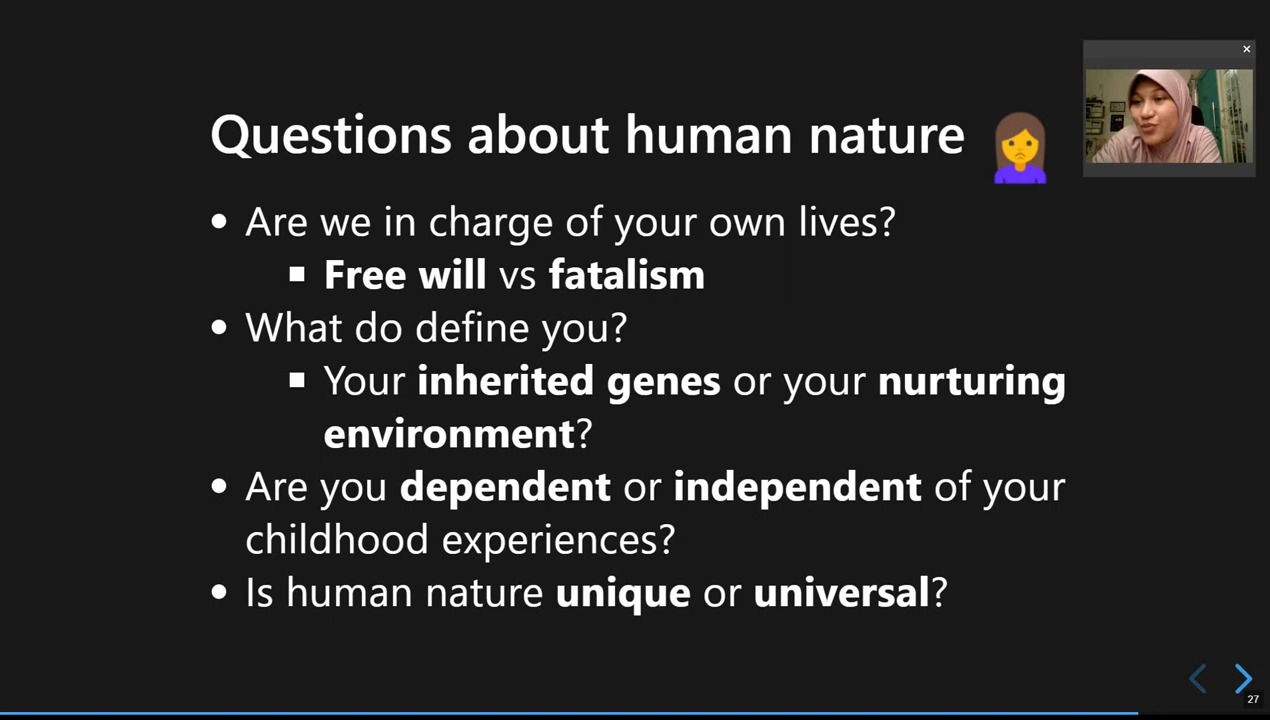 Questions about human nature
• Are we in charge of your own lives?
▪ Free will vs fatalism
• What do define you?
▪ Your inherited genes or your nurturing
environment?
• Are you dependent or independent of your
childhood experiences?
• Is human nature unique or universal?
27